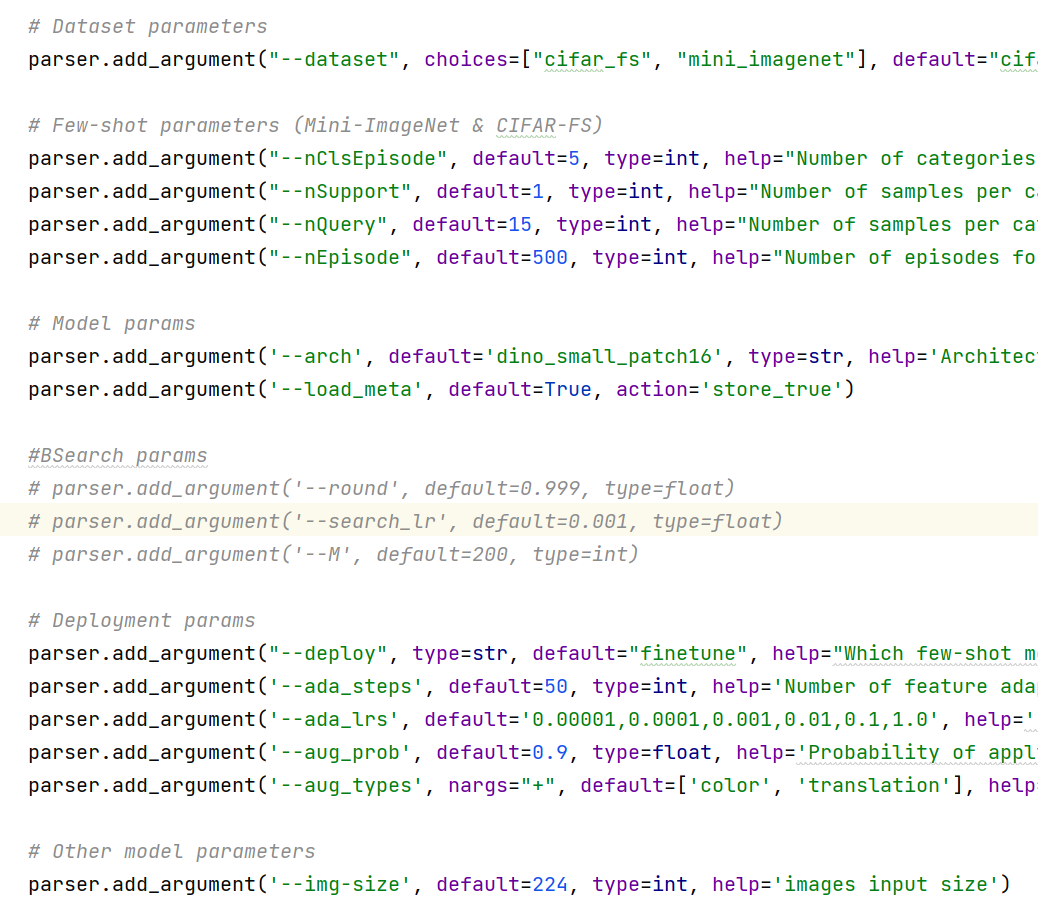 # Dataset parameters
parser.add_argument("--dataset", choices=["cifar_fs", "mini_imagenet"], default="cif
# Few-shot parameters (Mini-ImageNet & CIFAR-FS)
parser.add_argument("--nClsEpisode", default=5, type=int, help="Number of categories
parser.add_argument("--nSupport", default=1, type=int, help="Number of samples per ca
parser.add_argument("--nQuery", default=15, type=int, help="Number of samples per cat
parser.add_argument("--nEpisode", default=500, type=int, help="Number of episodes fo
# Model params
parser.add_argument('--arch', default='dino_small_patch16', type=str, help='Architect
parser.add_argument('--load_meta', default=True, action='store_true')
#BSearch params
# parser.add_argument('--round', default=0.999, type=float)
# parser.add_argument('--search_lr', default=0.001, type=float)
# parser.add_argument('--M', default=200, type=int)
# Deployment params
parser.add_argument("--deploy", type=str, default="finetune", help="Which few-shot m
parser.add_argument('--ada_steps', default=50, type=int, help='Number of feature ada
parser.add_argument('--ada_lrs', default='0.00001,0.0001,0.001,0.01,0.1,1.0', help='
parser.add_argument('--aug_prob', default=0.9, type=float, help='Probability of appl
parser.add_argument('--aug_types', nargs="+", default=['color', 'translation'], help=
# Other model parameters
parser.add_argument('--img-size', default=224, type=int, help='images input size')